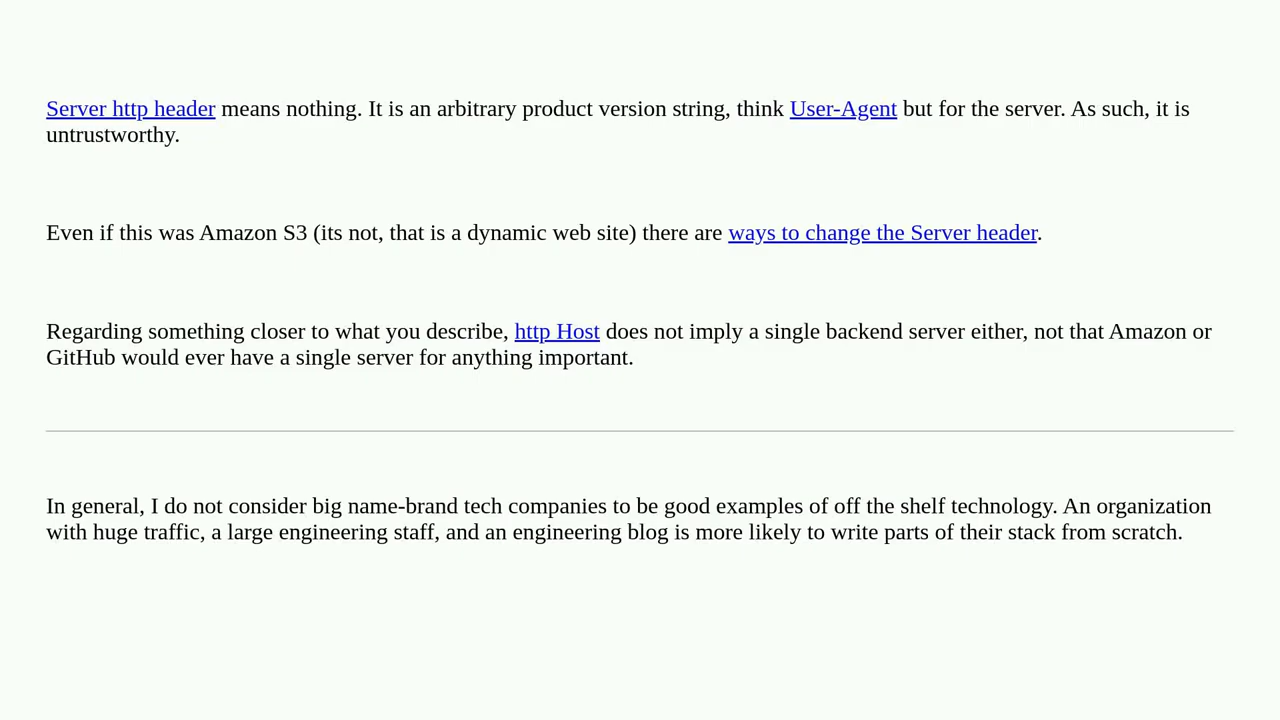 Server http header means nothing. It is an arbitrary product version string, think User-Agent but for the server. As such, it is
untrustworthy.
Even if this was Amazon S3 (its not, that is a dynamic web site) there are ways to change the Server header.
Regarding something closer to what you describe, http Host does not imply a single backend server either, not that Amazon or
GitHub would ever have a single server for anything important.
In general, I do not consider big name-brand tech companies to be good examples of off the shelf technology. An organization
with huge traffic, a large engineering staff, and an engineering blog is more likely to write parts of their stack from scratch.